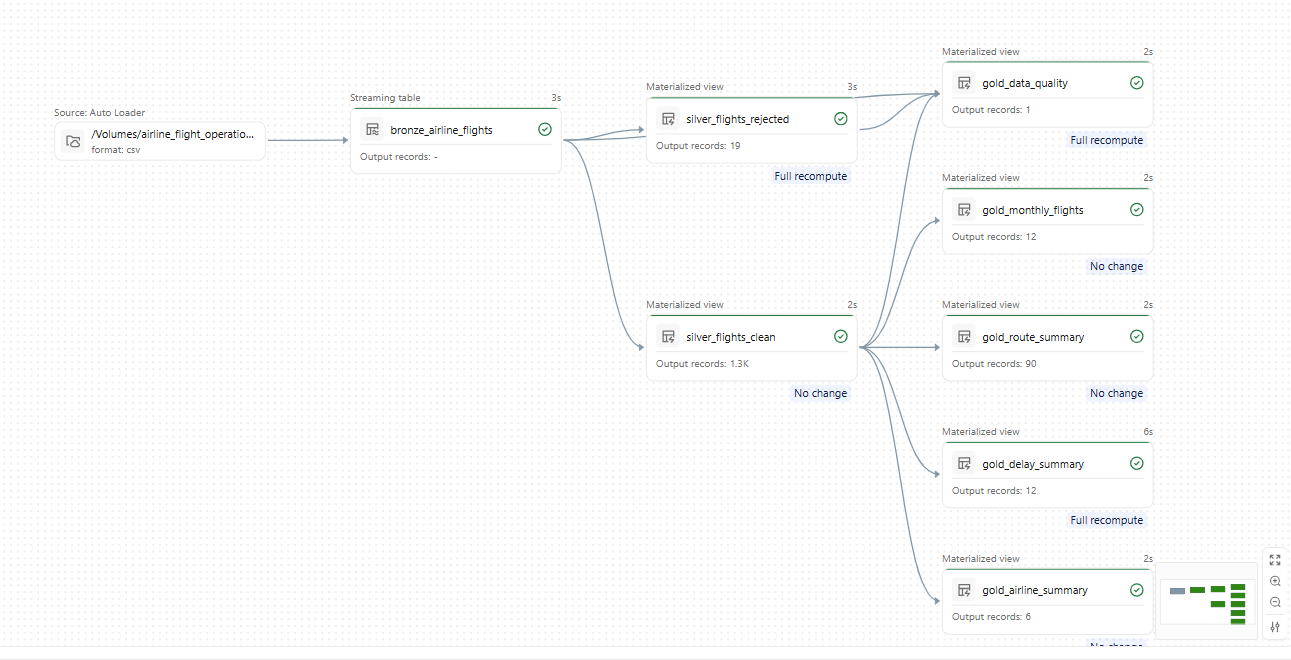 Source: Auto Loader
/Volumes/airline_flight_operatio...
format: csv
Streaming table 3s
bronze_airline_flights
Output records: -
Materialized view 3s
silver_flights_rejected
Output records: 19
Full recompute
Materialized view 2s
silver_flights_clean
Output records: 1.3K
No change
Materialized view 2s
gold_data_quality
Output records: 1
Full recompute
Materialized view 2s
gold_monthly_flights
Output records: 12
No change
Materialized view 2s
gold_route_summary
Output records: 90
No change
Materialized view 6s
gold_delay_summary
Output records: 12
Full recompute
Materialized view 2s
gold_airline_summary
Output records: 6
No change